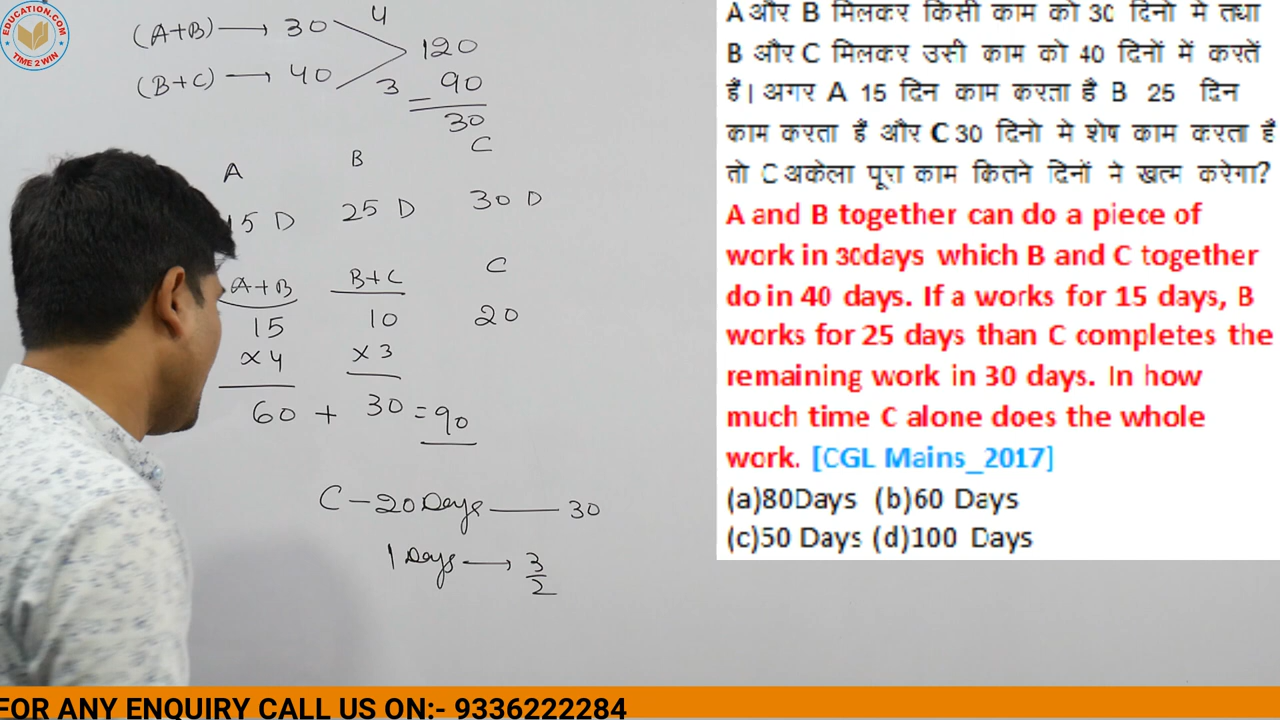 EDUCATION.COM
TIME 2 WIN
(A+B) → 30 4
120
(B+C) → 40 3
90
= 30
A B C
15 D 25 D 30 D
A+B B+C C
15 10 20
×4 ×3
60 + 30 = 90
C – 20 Days — 30
1 Days → 3/2
A और B मिलकर किसी काम को 30 दिनो मे तथा
B और C मिलकर उसी काम को 40 दिनों में करतें
हैं। अगर A 15 दिन काम करता है B 25 दिन
काम करता हैं और C 30 दिनो मे शेष काम करता हैं
तो C अकेला पूरा काम कितने दिनों मे खत्म करेगा?
A and B together can do a piece of
work in 30days which B and C together
do in 40 days. If a works for 15 days, B
works for 25 days than C completes the
remaining work in 30 days. In how
much time C alone does the whole
work. [CGL Mains_2017]
(a)80Days (b)60 Days
(c)50 Days (d)100 Days
FOR ANY ENQUIRY CALL US ON:- 9336222284